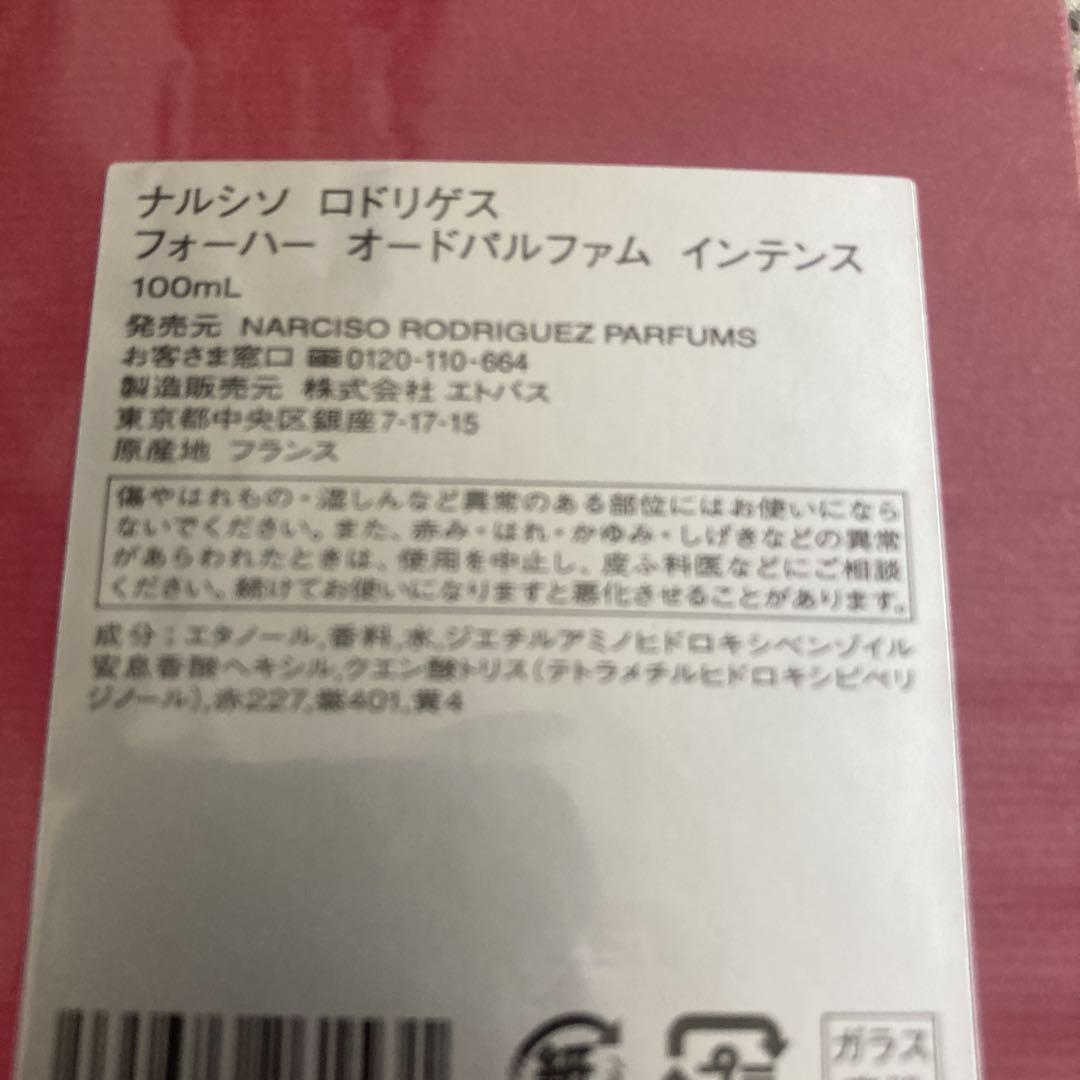 ナルシソ ロドリゲス
フォーハー オードパルファム インテンス
100mL
発売元 NARCISO RODRIGUEZ PARFUMS
お客さま窓口 0120-110-664
製造販売元 株式会社 エトバス
東京都中央区銀座7-17-15
原産地 フランス
傷やはれもの・湿しんなど異常のある部位にはお使いになら
ないでください。また、赤み・はれ・かゆみ・しげきなどの異常
があらわれたときは、使用を中止し、皮ふ科医などにご相談
ください。続けてお使いになりますと悪化させることがあります。
成分：エタノール,香料,水,ジエチルアミノヒドロキシベンゾイル
安息香酸ヘキシル,クエン酸トリス(テトラメチルヒドロキシピペリ
ジノール),赤227,紫401,黄4
紙
プ
ガラス